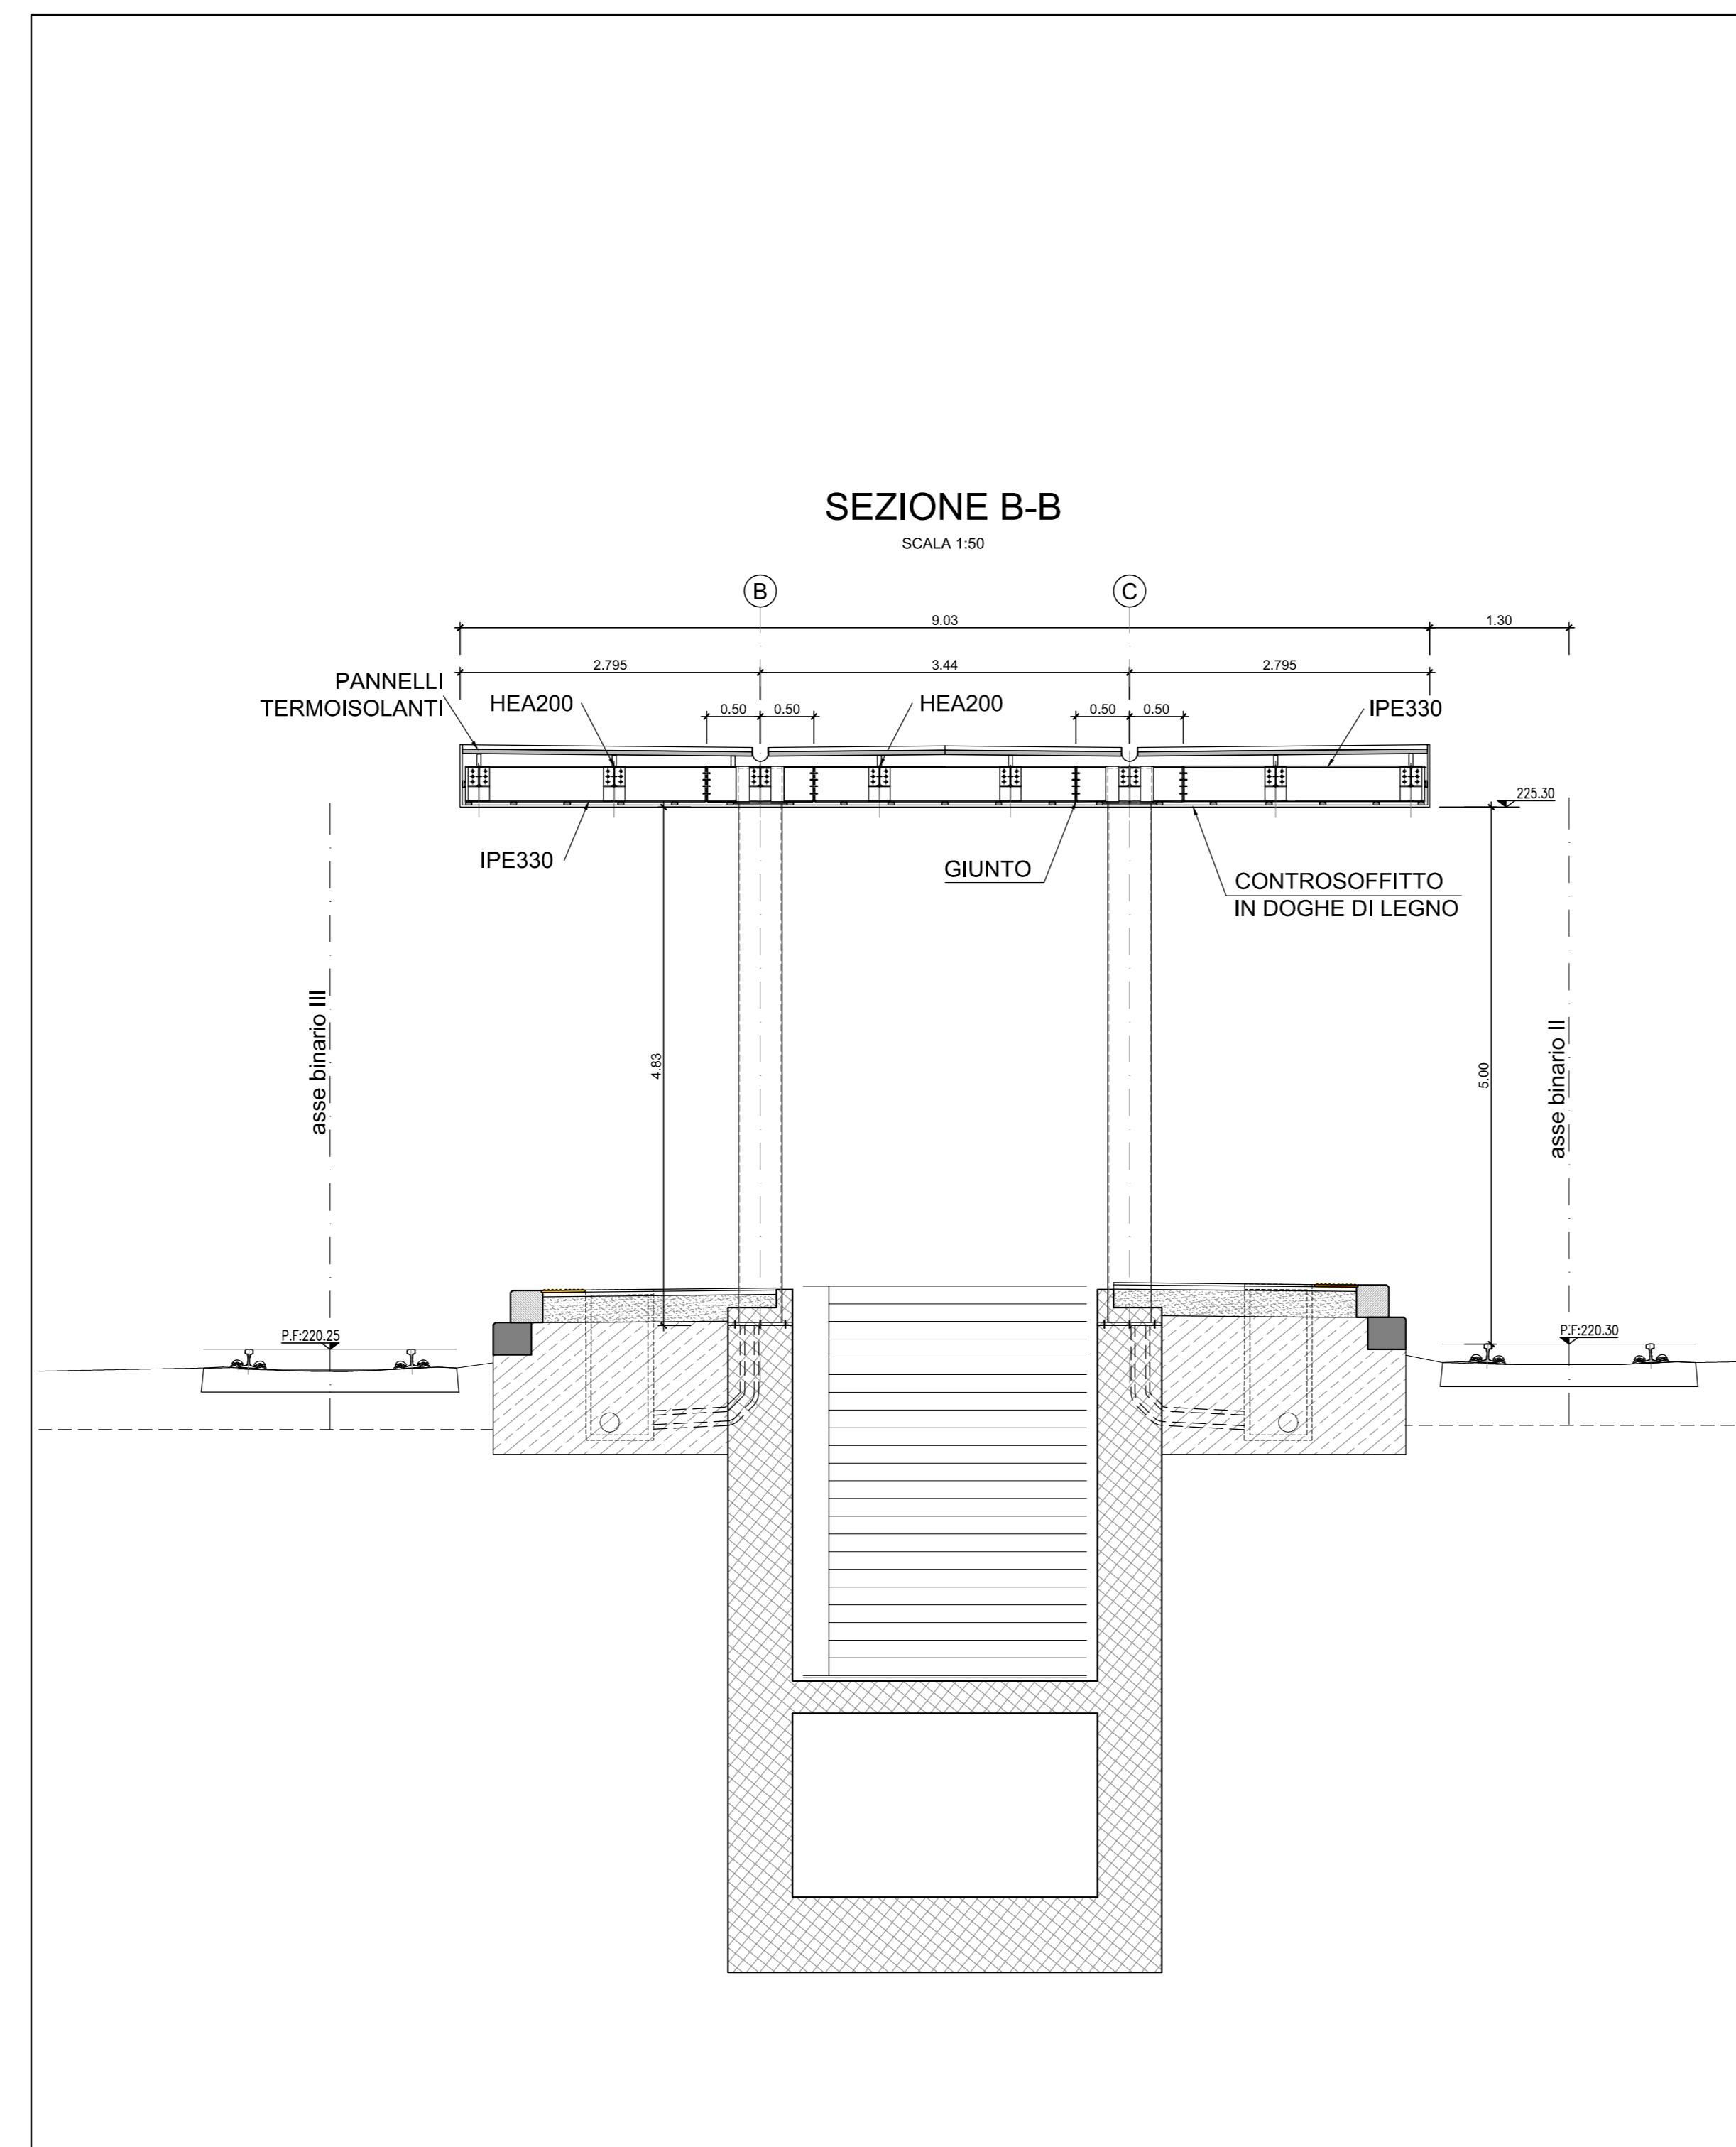 SEZIONE B-B
SCALA 1:50
B
C
9.03
1.30
2.795
3.44
2.795
PANNELLI
TERMOISOLANTI
HEA200
0.50
0.50
HEA200
0.50
0.50
IPE330
225.30
IPE330
GIUNTO
CONTROSOFFITTO
IN DOGHE DI LEGNO
asse binario III
4.83
5.00
asse binario II
P.F:220.25
P.F:220.30